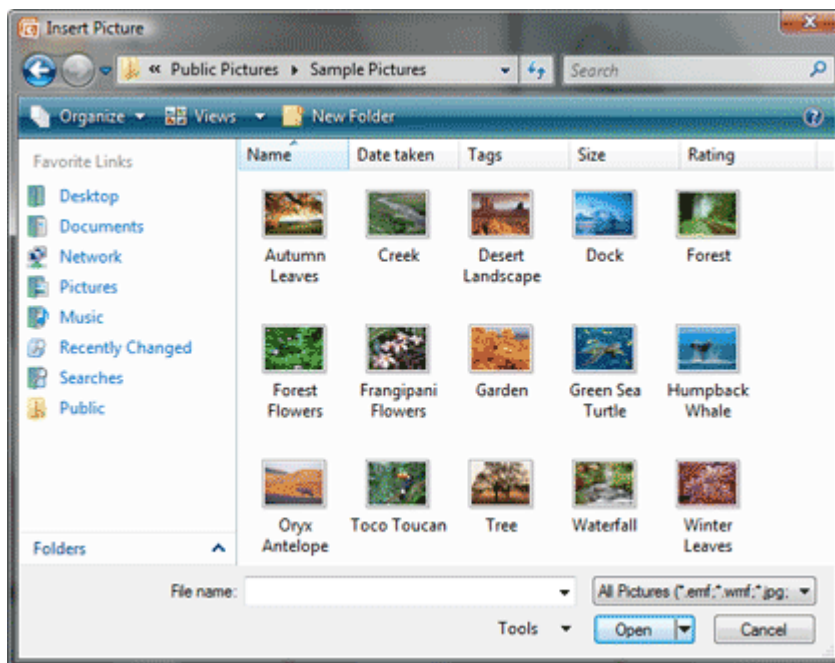 Insert Picture
« Public Pictures Sample Pictures
Search
Organize Views New Folder
Favorite Links
Desktop
Documents
Network
Pictures
Music
Recently Changed
Searches
Public
Folders
Name Date taken Tags Size Rating
Autumn Leaves
Creek
Desert Landscape
Dock
Forest
Forest Flowers
Frangipani Flowers
Garden
Green Sea Turtle
Humpback Whale
Oryx Antelope
Toco Toucan
Tree
Waterfall
Winter Leaves
File name:
All Pictures (*.emf;*.wmf;*.jpg;
Tools Open Cancel